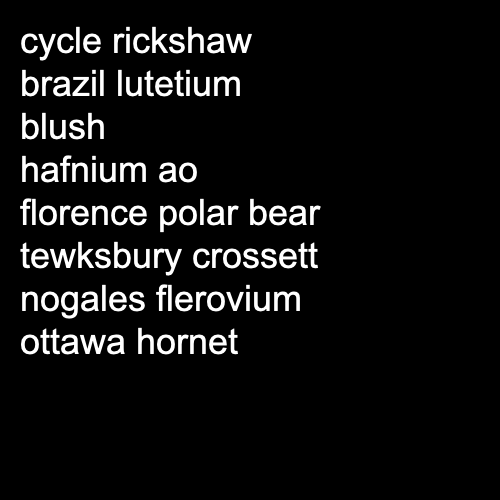 cycle rickshaw
brazil lutetium
blush
hafnium ao
florence polar bear
tewksbury crossett
nogales flerovium
ottawa hornet